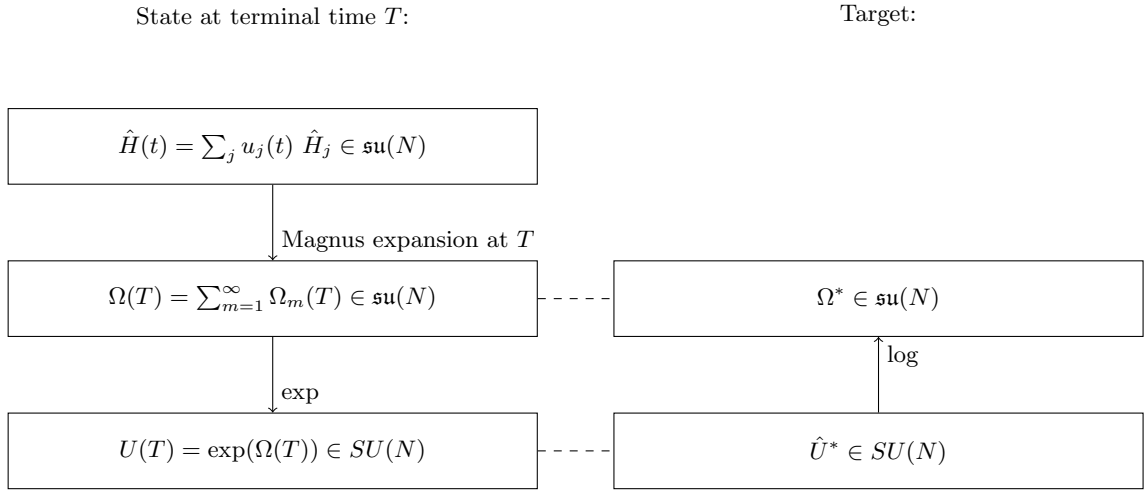 State at terminal time T:
Target:
Ĥ(t) = ∑_j u_j(t) Ĥ_j ∈ 𝔰𝔲(N)
Magnus expansion at T
Ω(T) = ∑_{m=1}^∞ Ω_m(T) ∈ 𝔰𝔲(N)
Ω* ∈ 𝔰𝔲(N)
log
exp
U(T) = exp(Ω(T)) ∈ SU(N)
Û* ∈ SU(N)